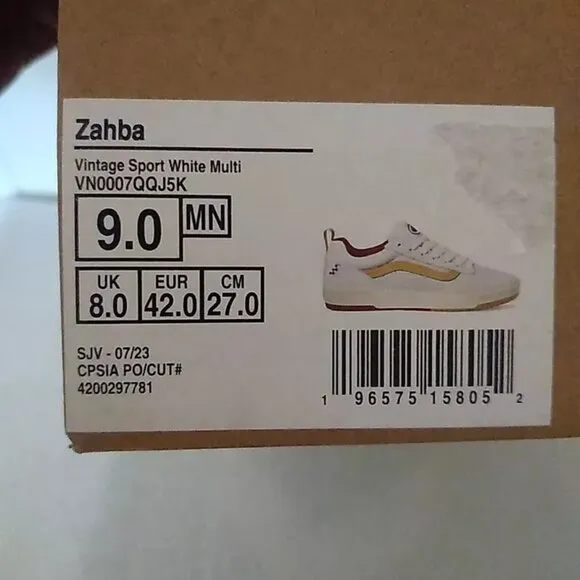 Zahba
Vintage Sport White Multi
VN0007QQJ5K
9.0 MN
UK EUR CM
8.0 42.0 27.0
SJV - 07/23
CPSIA PO/CUT#
4200297781
1 96575 15805 2